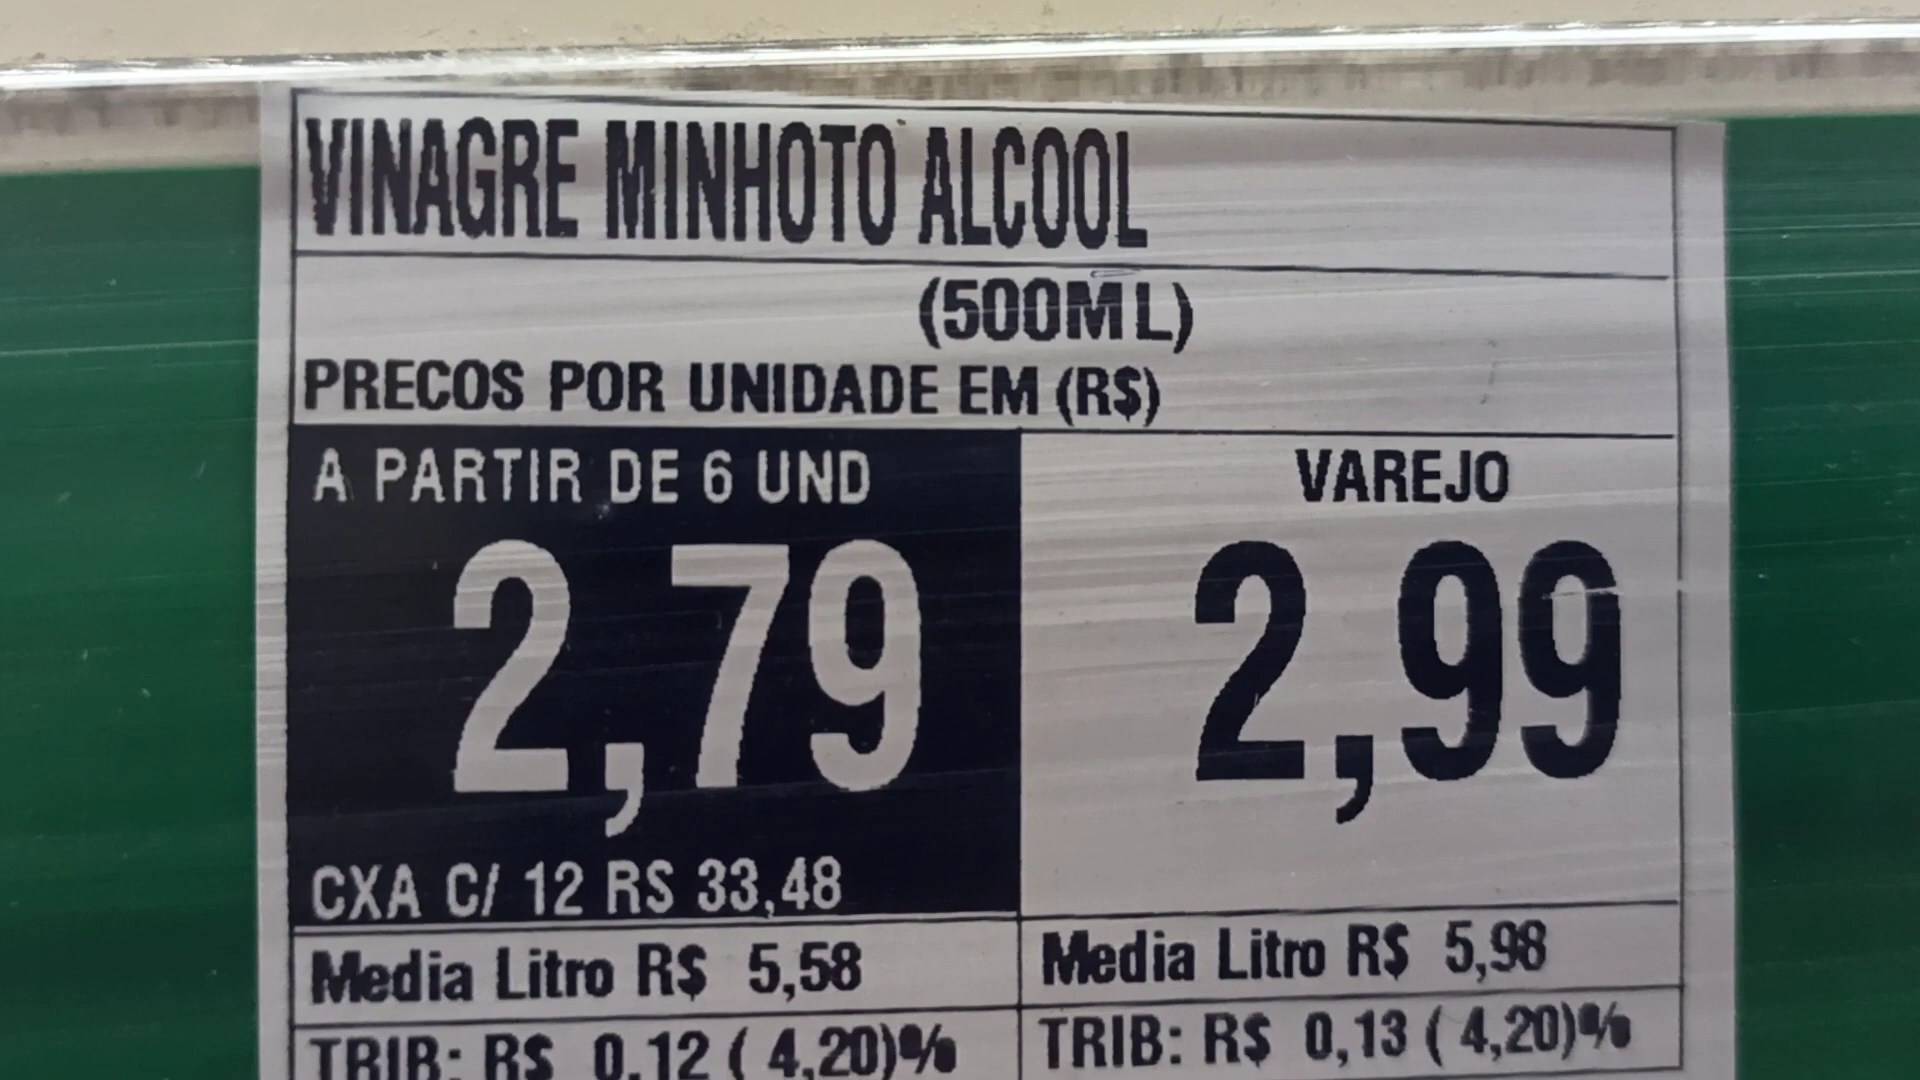 VINAGRE MINHOTO ALCOOL
(500ML)
PRECOS POR UNIDADE EM (R$)
A PARTIR DE 6 UND
2,79
CXA C/ 12 RS 33,48
VAREJO
2,99
Media Litro R$ 5,58
Media Litro R$ 5,98
TRIB: R$ 0,12 ( 4,20)%
TRIB: R$ 0,13 ( 4,20)%